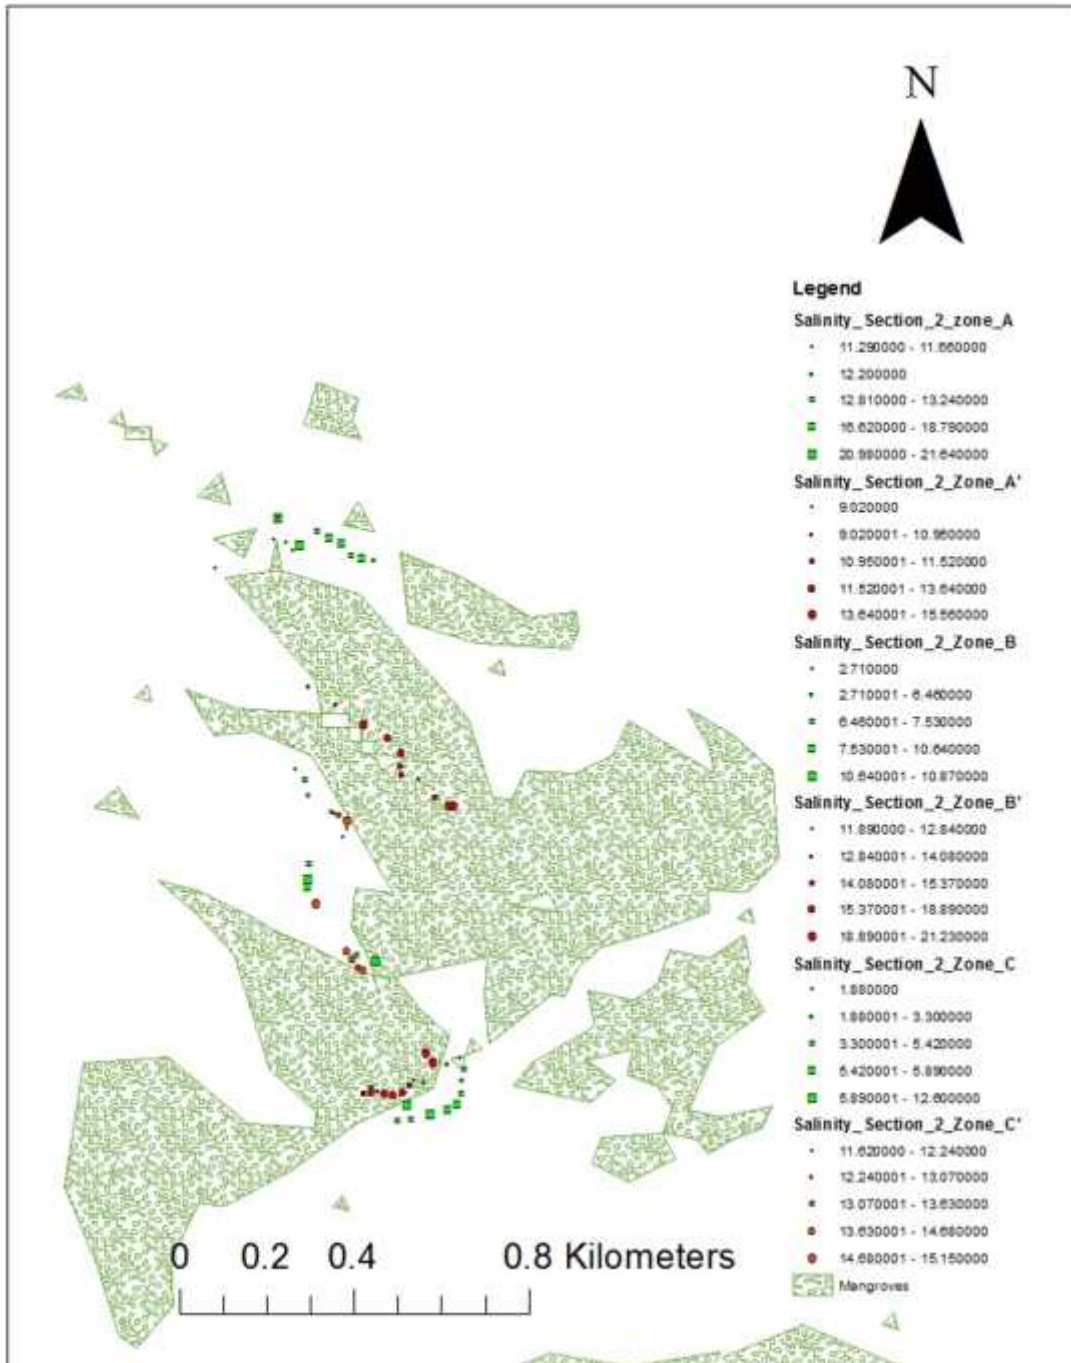 N
Legend
Salinity_Section_2_zone_A
11.290000 - 11.660000
12.200000
12.810000 - 13.240000
16.620000 - 18.790000
20.990000 - 21.640000
Salinity_Section_2_Zone_A'
9.020000
9.020001 - 10.950000
10.950001 - 11.520000
11.520001 - 13.640000
13.640001 - 15.560000
Salinity_Section_2_Zone_B
2.710000
2.710001 - 6.460000
6.460001 - 7.530000
7.530001 - 10.640000
10.640001 - 10.870000
Salinity_Section_2_Zone_B'
11.890000 - 12.840000
12.840001 - 14.080000
14.080001 - 15.370000
15.370001 - 18.890000
18.890001 - 21.230000
Salinity_Section_2_Zone_C
1.880000
1.880001 - 3.300000
3.300001 - 5.420000
5.420001 - 5.890000
5.890001 - 12.600000
Salinity_Section_2_Zone_C'
11.620000 - 12.240000
12.240001 - 13.070000
13.070001 - 13.630000
13.630001 - 14.680000
14.680001 - 15.150000
Mangroves
0 0.2 0.4 0.8 Kilometers